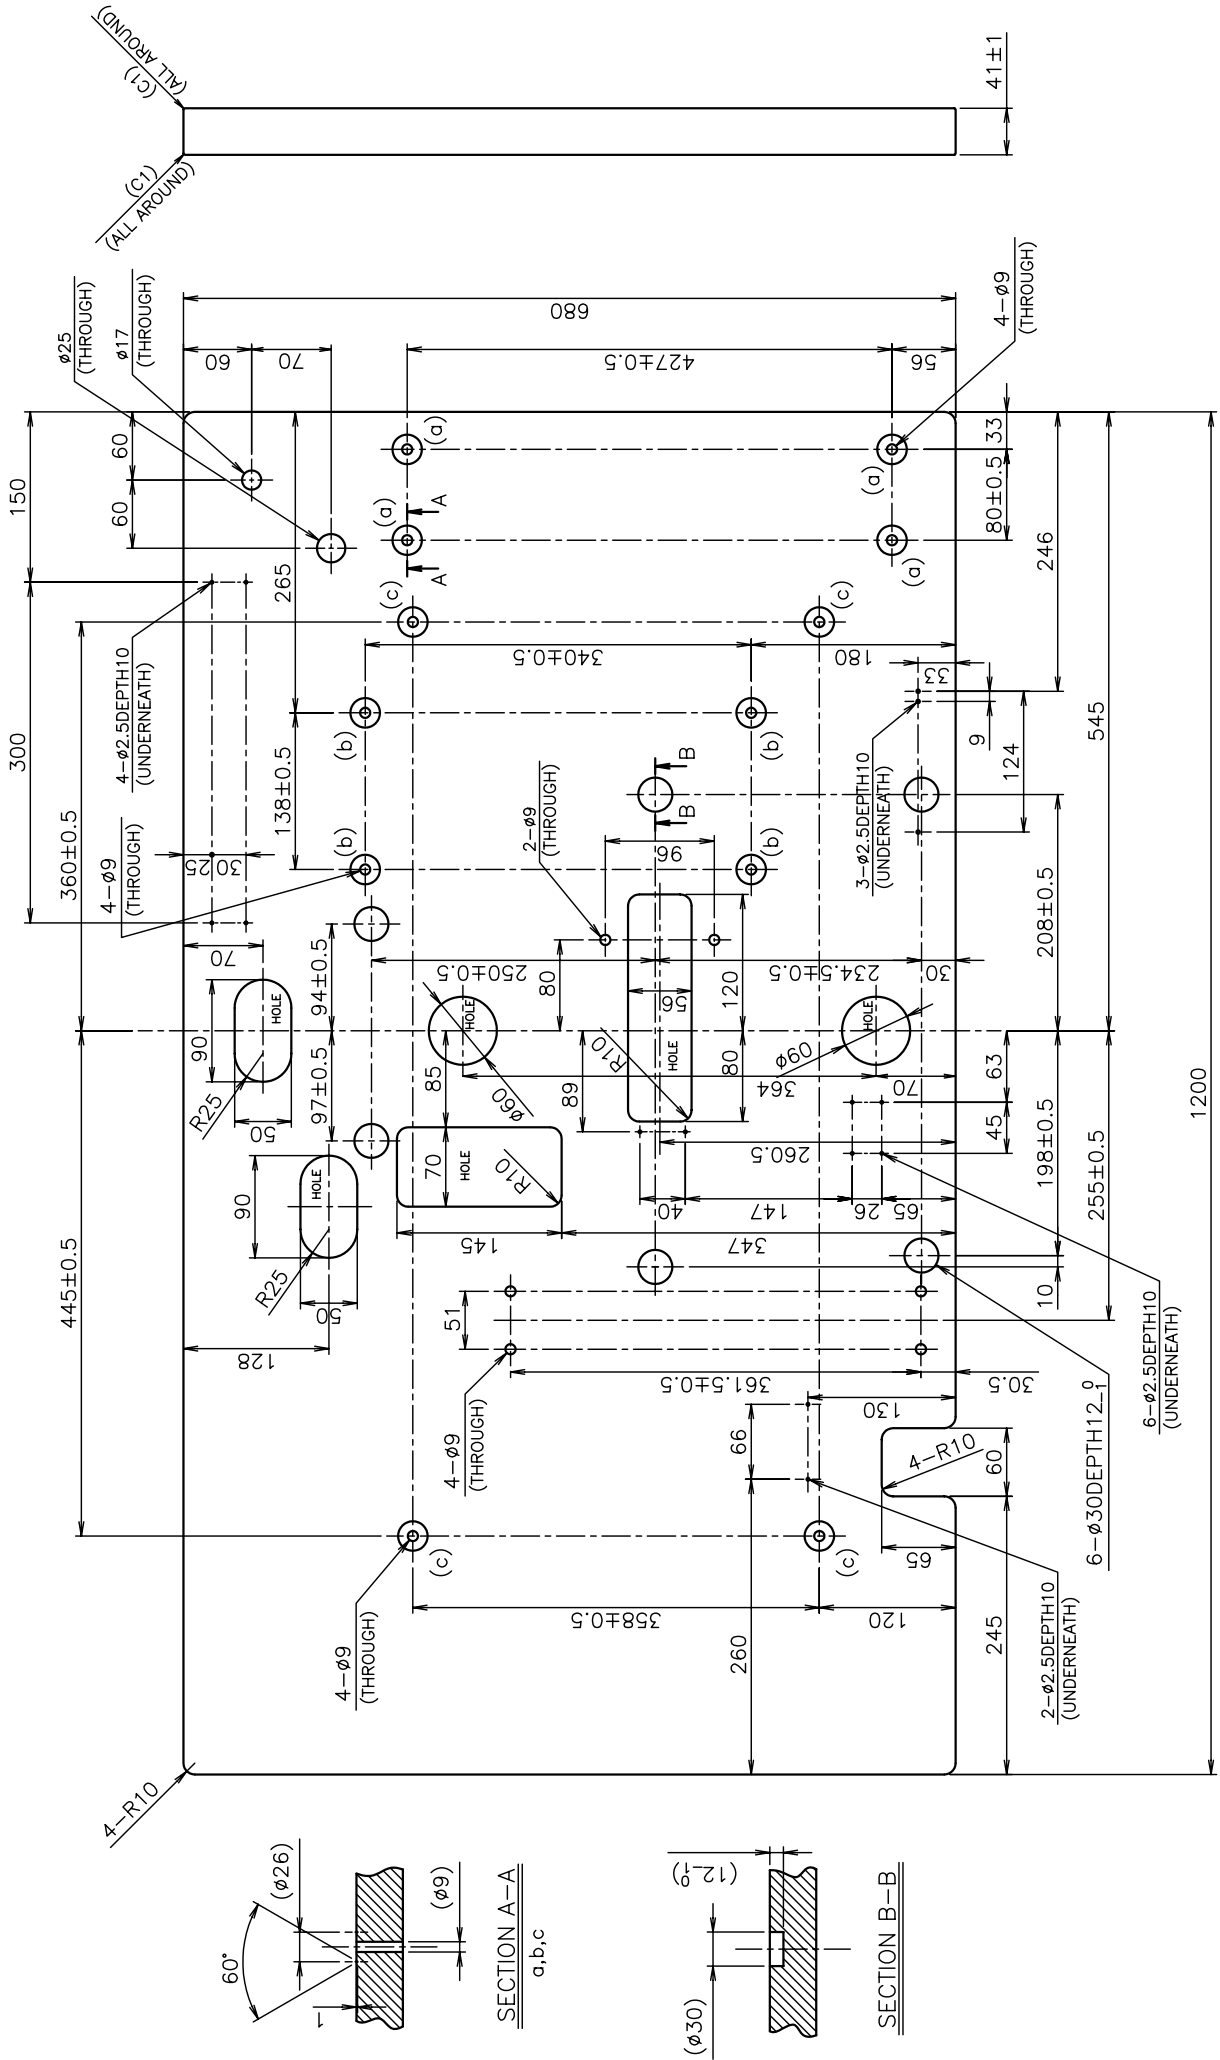 (ALL AROUND)
(C1)
(C1)
(ALL AROUND)
41±1
ø25
(THROUGH)
ø17
(THROUGH)
680
60
70
427±0.5
56
4-ø9
(THROUGH)
150
60
60
300
265
360±0.5
138±0.5
4-ø2.5DEPTH10
(UNDERNEATH)
4-ø9
(THROUGH)
(a)
(a)
(a)
(a)
A
A
(c)
(c)
33
80±0.5
246
545
1200
340±0.5
180
33
9
124
(b)
(b)
(b)
(b)
B
B
2-ø9
(THROUGH)
96
3-ø2.5DEPTH10
(UNDERNEATH)
208±0.5
25
30
70
94±0.5
250±0.5
80
234.5±0.5
30
120
56
90
HOLE
R25
50
97±0.5
85
HOLE
ø60
89
R10
HOLE
80
HOLE
ø60
364
70
63
45
198±0.5
255±0.5
260.5
90
HOLE
R25
50
70
HOLE
R10
145
347
40
147
26
65
10
445±0.5
128
51
361.5±0.5
30.5
6-ø2.5DEPTH10
(UNDERNEATH)
4-ø9
(THROUGH)
66
130
4-R10
60
6-ø30DEPTH12 0 -1
(c)
(c)
65
4-ø9
(THROUGH)
358±0.5
120
260
245
2-ø2.5DEPTH10
(UNDERNEATH)
4-R10
60°
(ø26)
(ø9)
1
SECTION A-A
a,b,c
(12 0 -1)
(ø30)
SECTION B-B